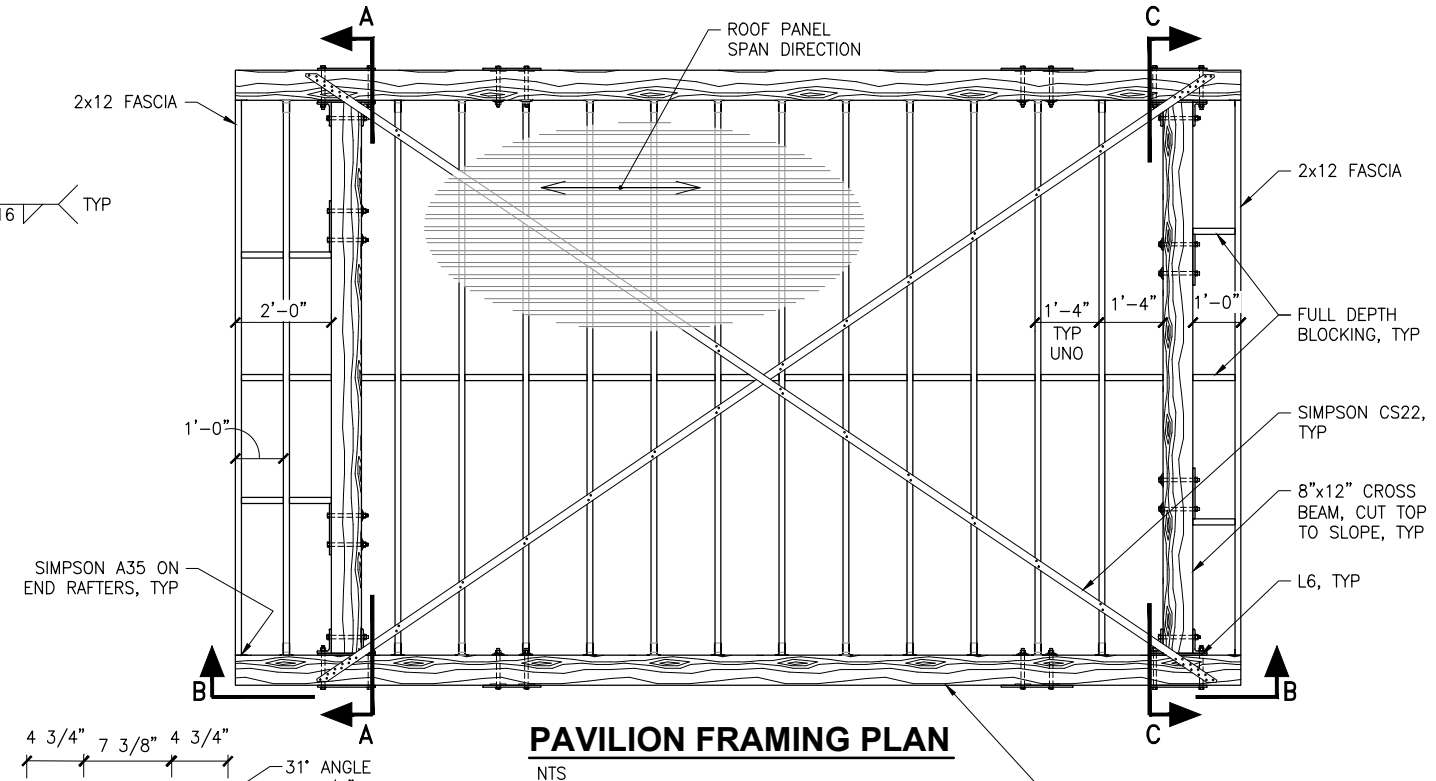 A
C
ROOF PANEL
SPAN DIRECTION
2x12 FASCIA
2x12 FASCIA
TYP
2'-0"
1'-4"
TYP
UNO
1'-4"
1'-0"
FULL DEPTH
BLOCKING, TYP
SIMPSON CS22,
TYP
1'-0"
8"x12" CROSS
BEAM, CUT TOP
TO SLOPE, TYP
SIMPSON A35 ON
END RAFTERS, TYP
L6, TYP
B
B
A
C
PAVILION FRAMING PLAN
NTS
4 3/4"
7 3/8"
4 3/4"
31° ANGLE